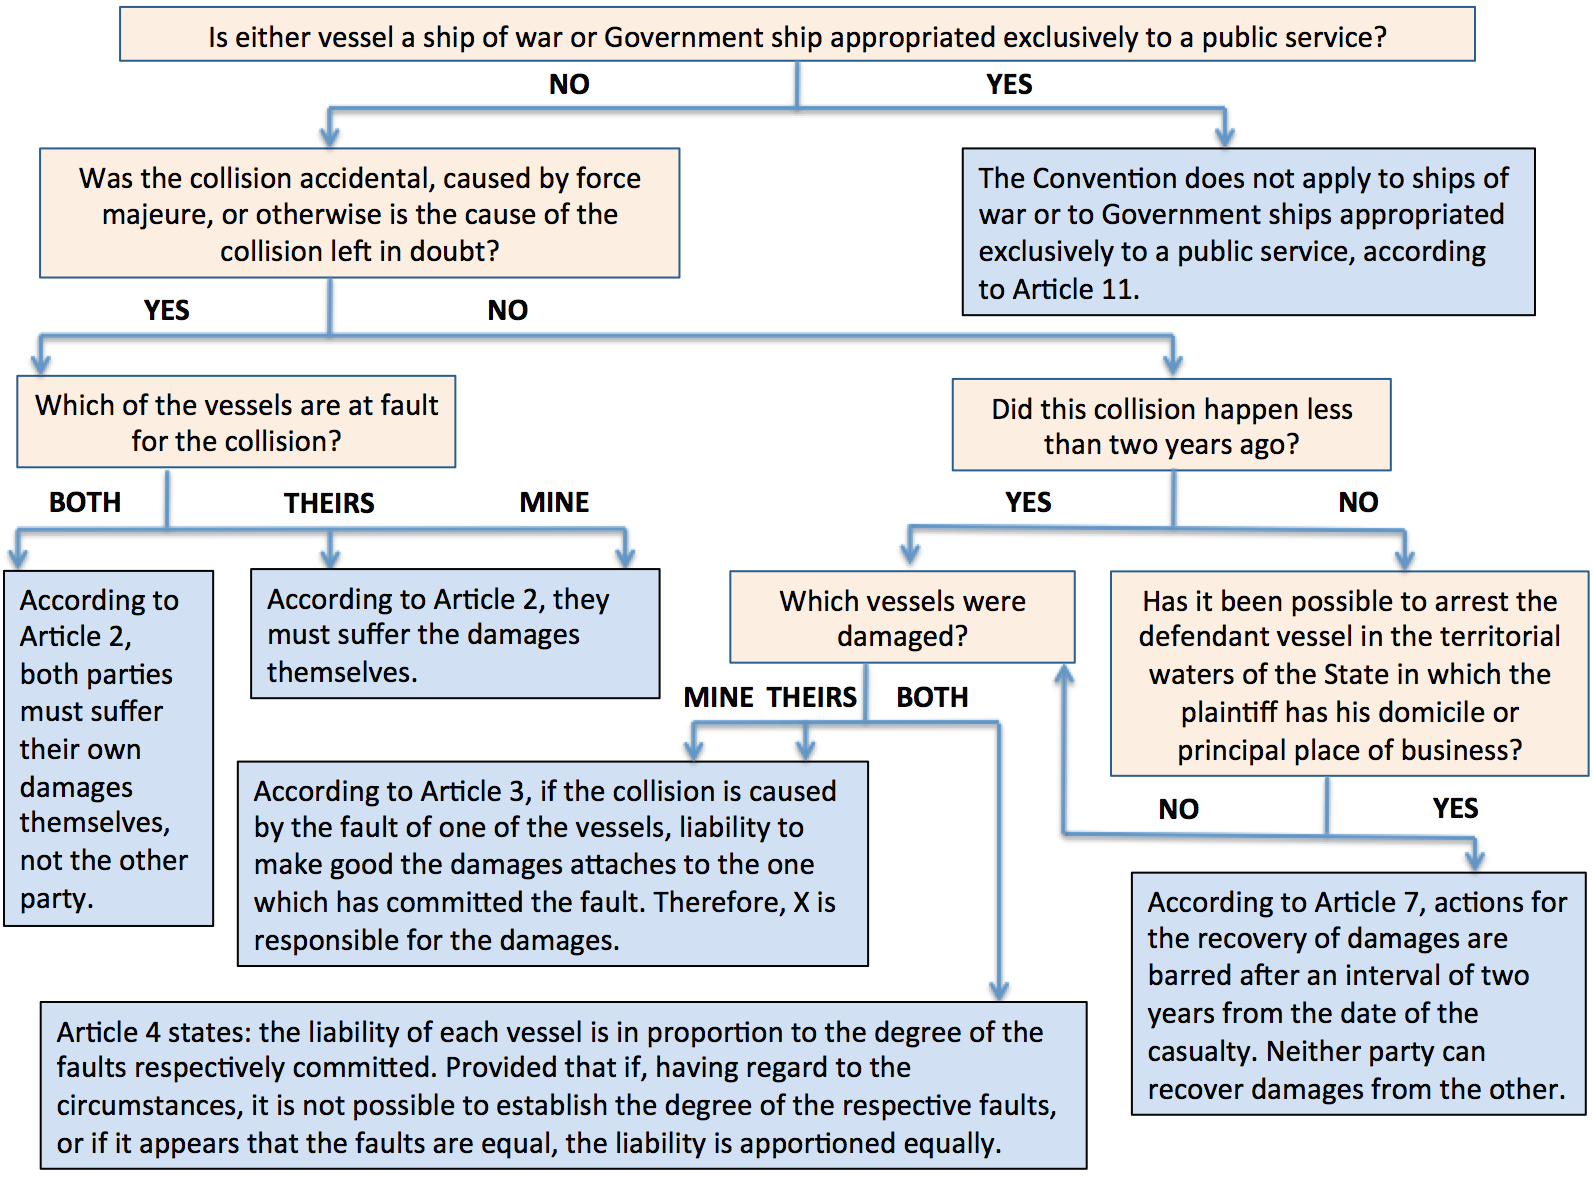 Is either vessel a ship of war or Government ship appropriated exclusively to a public service?
NO
YES
Was the collision accidental, caused by force
majeure, or otherwise is the cause of the
collision left in doubt?
The Convention does not apply to ships of
war or to Government ships appropriated
exclusively to a public service, according
to Article 11.
YES
NO
Which of the vessels are at fault
for the collision?
Did this collision happen less
than two years ago?
BOTH
THEIRS
MINE
YES
NO
According to
Article 2,
both parties
must suffer
their own
damages
themselves,
not the other
party.
According to Article 2, they
must suffer the damages
themselves.
Which vessels were
damaged?
Has it been possible to arrest the
defendant vessel in the territorial
waters of the State in which the
plaintiff has his domicile or
principal place of business?
MINE THEIRS
BOTH
NO
YES
According to Article 3, if the collision is caused
by the fault of one of the vessels, liability to
make good the damages attaches to the one
which has committed the fault. Therefore, X is
responsible for the damages.
According to Article 7, actions for
the recovery of damages are
barred after an interval of two
years from the date of the
casualty. Neither party can
recover damages from the other.
Article 4 states: the liability of each vessel is in proportion to the degree of the
faults respectively committed. Provided that if, having regard to the
circumstances, it is not possible to establish the degree of the respective faults,
or if it appears that the faults are equal, the liability is apportioned equally.